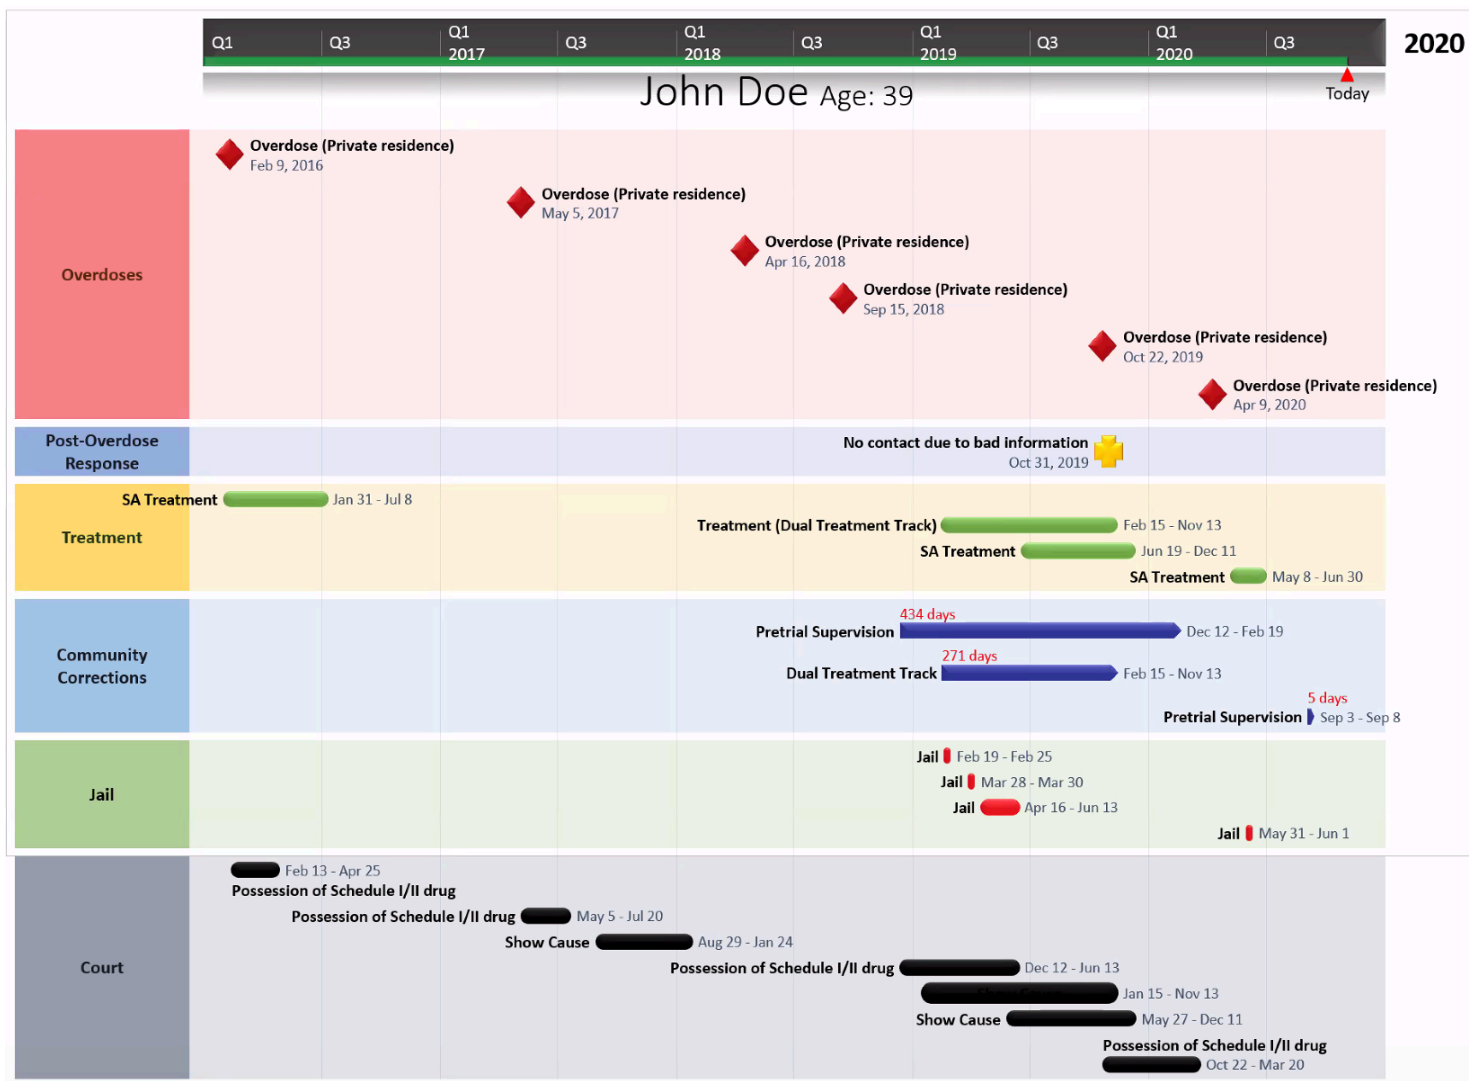 Q1 Q3 Q1 Q3 Q1 Q3 Q1 Q3 Q1 Q3 2020
2017 2018 2019 2020
John Doe Age: 39
Today
Overdoses
Overdose (Private residence)
Feb 9, 2016
Overdose (Private residence)
May 5, 2017
Overdose (Private residence)
Apr 16, 2018
Overdose (Private residence)
Sep 15, 2018
Overdose (Private residence)
Oct 22, 2019
Overdose (Private residence)
Apr 9, 2020
Post-Overdose
Response
No contact due to bad information
Oct 31, 2019
Treatment
SA Treatment Jan 31 - Jul 8
Treatment (Dual Treatment Track) Feb 15 - Nov 13
SA Treatment Jun 19 - Dec 11
SA Treatment May 8 - Jun 30
Community
Corrections
434 days
Pretrial Supervision Dec 12 - Feb 19
271 days
Dual Treatment Track Feb 15 - Nov 13
5 days
Pretrial Supervision Sep 3 - Sep 8
Jail
Jail Feb 19 - Feb 25
Jail Mar 28 - Mar 30
Jail Apr 16 - Jun 13
Jail May 31 - Jun 1
Court
Feb 13 - Apr 25
Possession of Schedule I/II drug
Possession of Schedule I/II drug May 5 - Jul 20
Show Cause Aug 29 - Jan 24
Possession of Schedule I/II drug Dec 12 - Jun 13
Jan 15 - Nov 13
Show Cause May 27 - Dec 11
Possession of Schedule I/II drug
Oct 22 - Mar 20